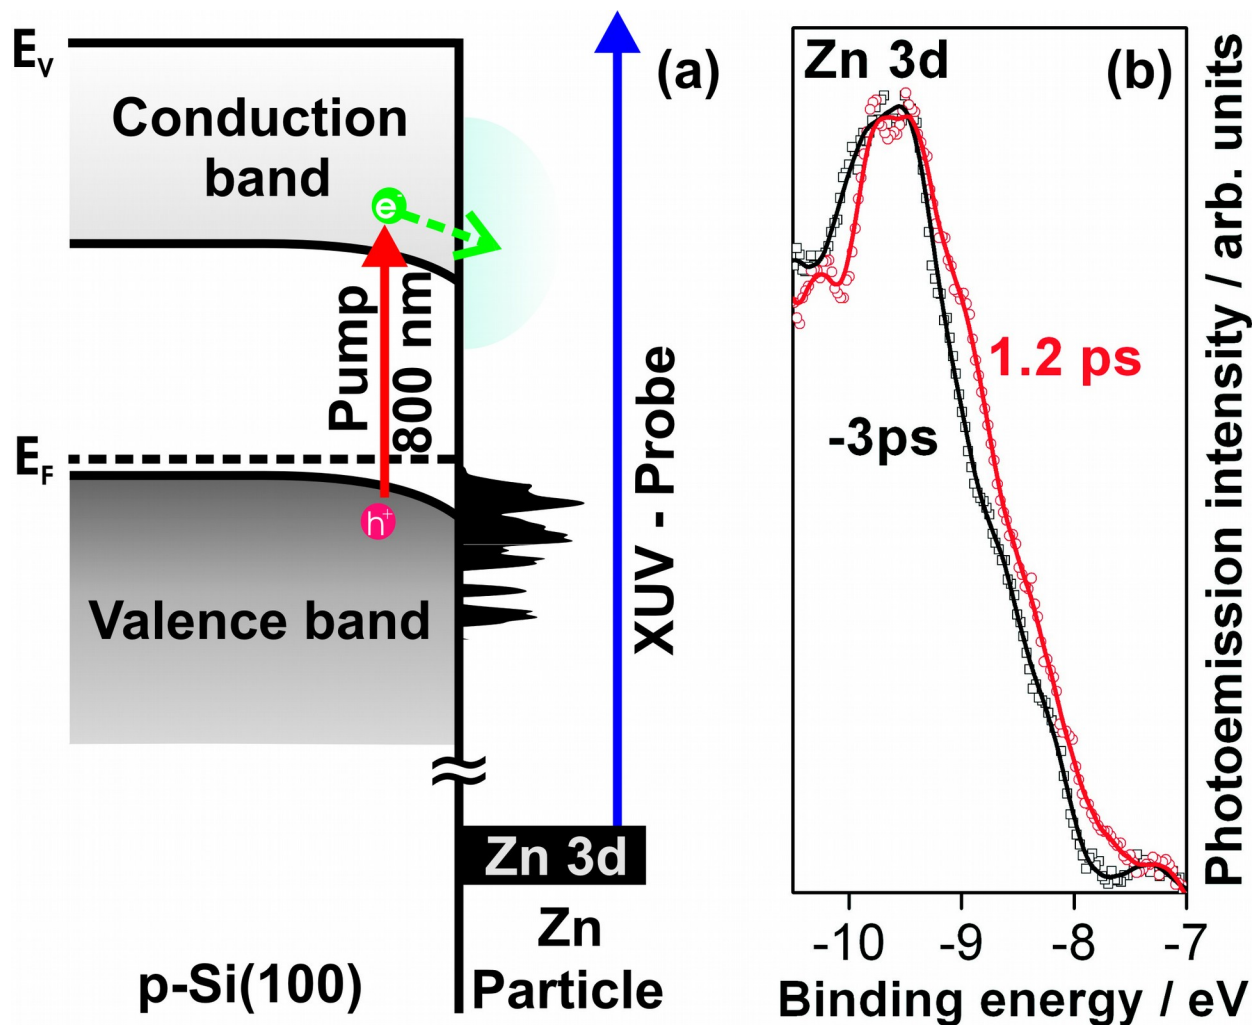 E_V
Conduction
band
e⁻
Pump
800 nm
E_F
h⁺
Valence band
XUV - Probe
(a)
Zn 3d
Zn
Particle
p-Si(100)
Zn 3d
(b)
1.2 ps
-3ps
-10
-9
-8
-7
Binding energy / eV
Photoemission intensity / arb. units